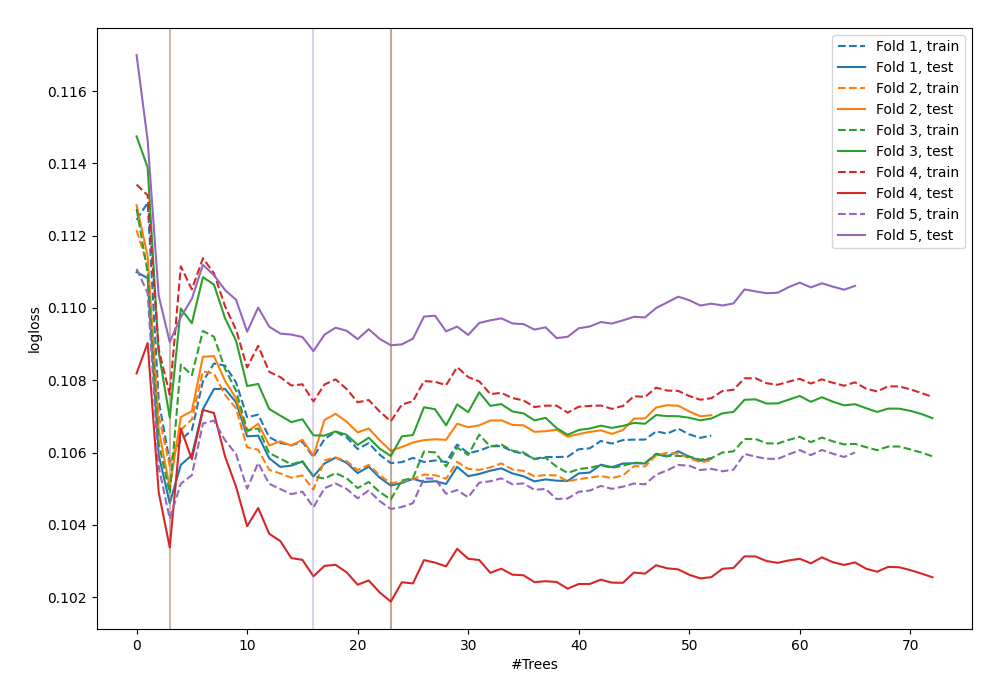 Fold 1, train
Fold 1, test
Fold 2, train
Fold 2, test
Fold 3, train
Fold 3, test
Fold 4, train
Fold 4, test
Fold 5, train
Fold 5, test
logloss
0.116
0.114
0.112
0.110
0.108
0.106
0.104
0.102
0 10 20 30 40 50 60 70
#Trees